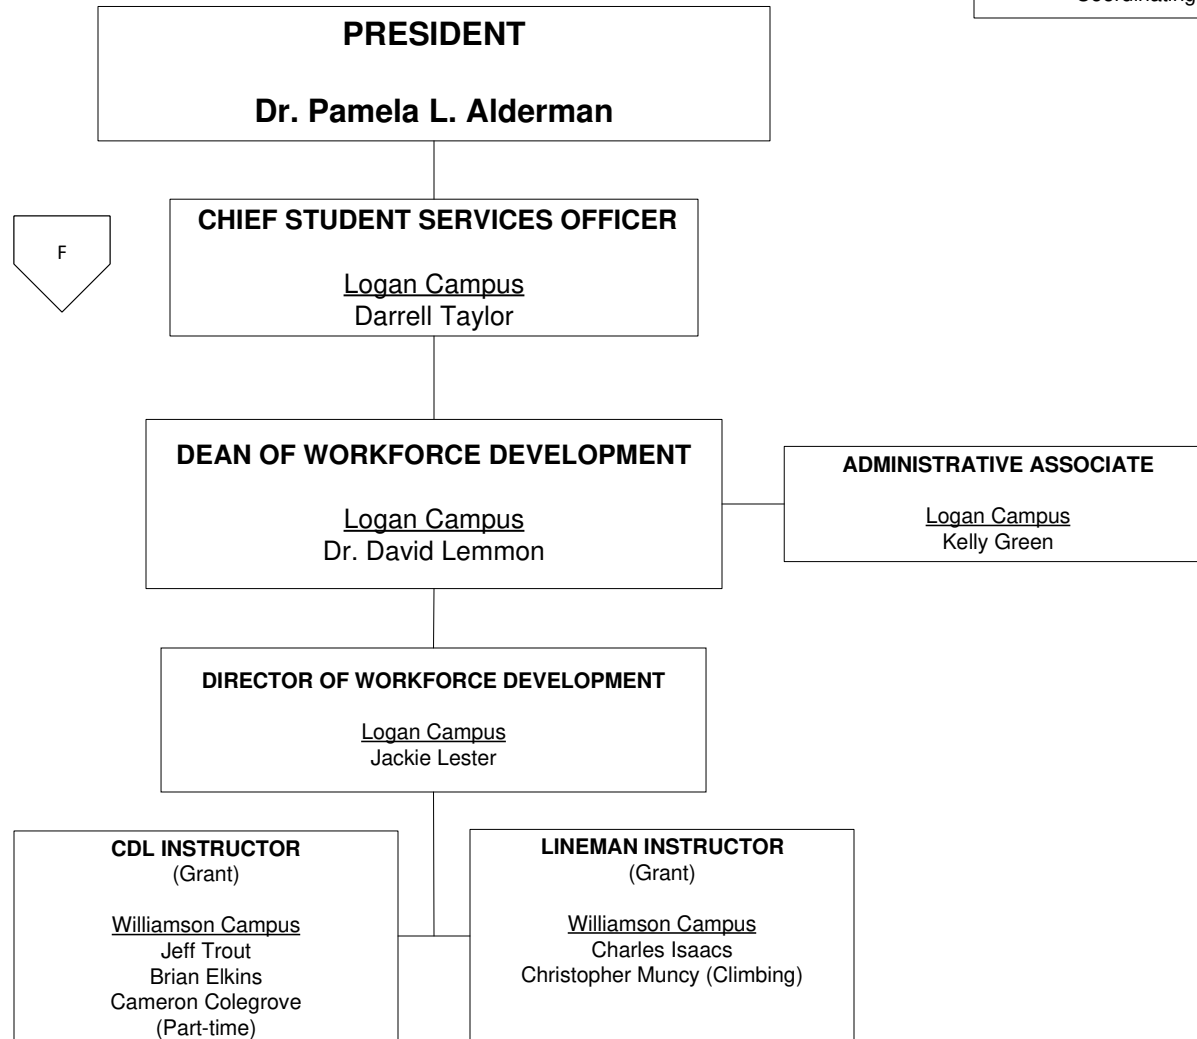 Coordinating
PRESIDENT
Dr. Pamela L. Alderman
F
CHIEF STUDENT SERVICES OFFICER
Logan Campus
Darrell Taylor
DEAN OF WORKFORCE DEVELOPMENT
Logan Campus
Dr. David Lemmon
ADMINISTRATIVE ASSOCIATE
Logan Campus
Kelly Green
DIRECTOR OF WORKFORCE DEVELOPMENT
Logan Campus
Jackie Lester
CDL INSTRUCTOR
(Grant)
Williamson Campus
Jeff Trout
Brian Elkins
Cameron Colegrove
(Part-time)
LINEMAN INSTRUCTOR
(Grant)
Williamson Campus
Charles Isaacs
Christopher Muncy (Climbing)